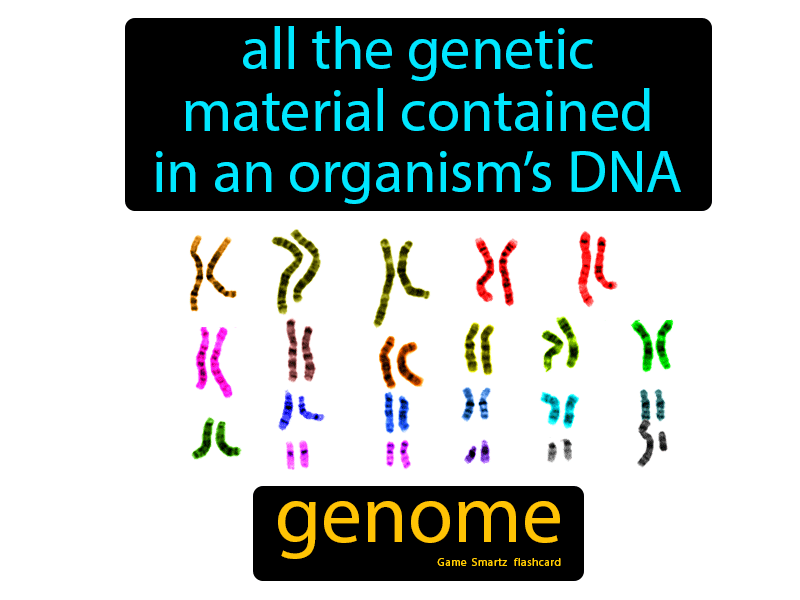 all the genetic
material contained
in an organism’s DNA
genome
Game Smartz flashcard